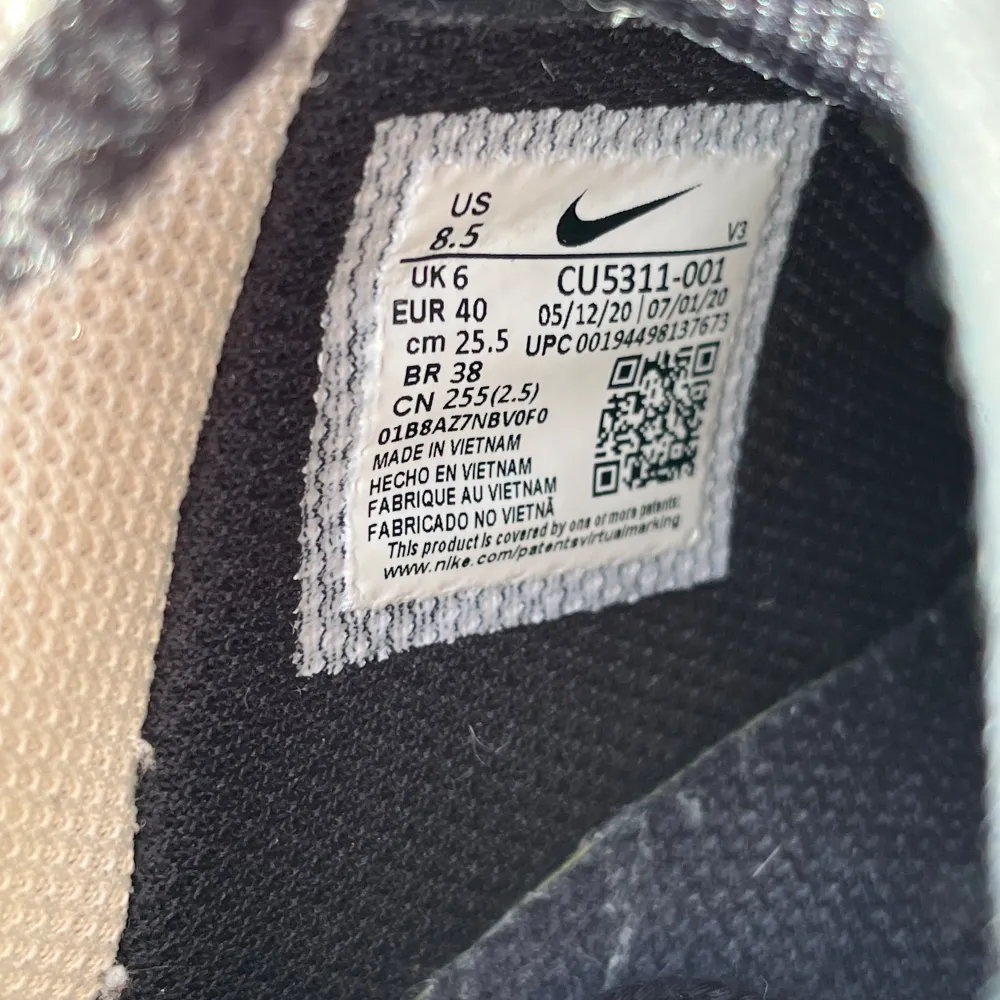 US
8.5
V3
UK 6
CU5311-001
EUR 40
05/12/20 | 07/01/20
cm 25.5
UPC 00194498137673
BR 38
CN 255(2.5)
01B8AZ7NBV0F0
MADE IN VIETNAM
HECHO EN VIETNAM
FABRIQUE AU VIETNAM
FABRICADO NO VIETNÃ
This product is covered by one or more patents:
www.nike.com/patentsvirtualmarking